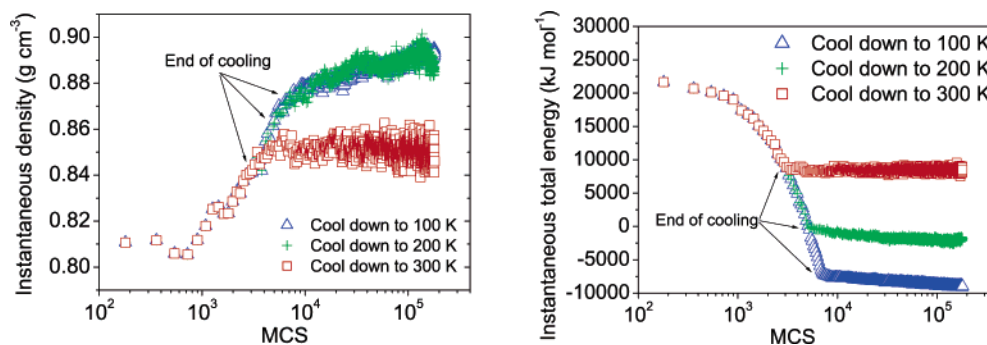 Instantaneous density (g cm⁻³)
0.90
0.88
0.86
0.84
0.82
0.80
End of cooling
Cool down to 100 K
Cool down to 200 K
Cool down to 300 K
10² 10³ 10⁴ 10⁵
MCS
Instantaneous total energy (kJ mol⁻¹)
30000
25000
20000
15000
10000
5000
0
-5000
-10000
Cool down to 100 K
Cool down to 200 K
Cool down to 300 K
End of cooling
10² 10³ 10⁴ 10⁵
MCS